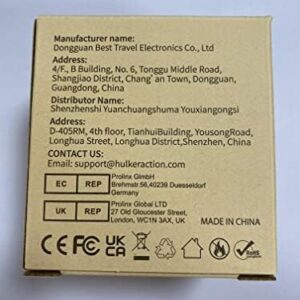 Manufacturer name:
Dongguan Best Travel Electronics Co., Ltd
Address:
4/F., B Building, No. 6, Tonggu Middle Road,
Shangjiao District, Chang' an Town, Dongguan,
Guangdong, China
Distributor Name:
Shenzhenshi Yuanchuangshuma Youxiangongsi
Address:
D-405RM, 4th floor, TianhuiBuilding, YousongRoad,
Longhua Street, Longhua District,Shenzhen, China
CONTACT US:
Email: support@hulkeraction.com
EC REP
Prolinx GmbH
Brehmstr.56,40239 Duesseldorf
Germany
UK REP
Prolinx Global LTD
27 Old Gloucester Street,
London, WC1N 3AX, UK
MADE IN CHINA
CE FC UK CA
RoHS